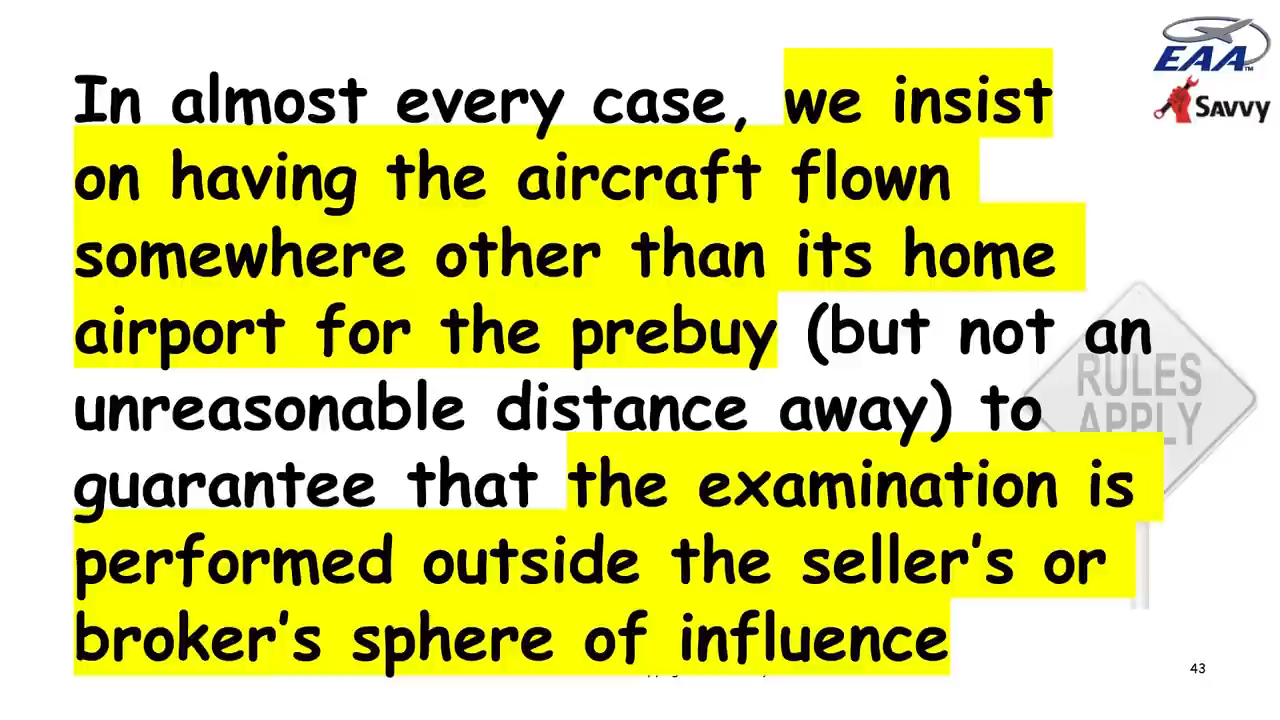 EAA
Savvy
In almost every case, we insist
on having the aircraft flown
somewhere other than its home
airport for the prebuy (but not an
unreasonable distance away) to
guarantee that the examination is
performed outside the seller's or
broker's sphere of influence
RULES
APPLY
43